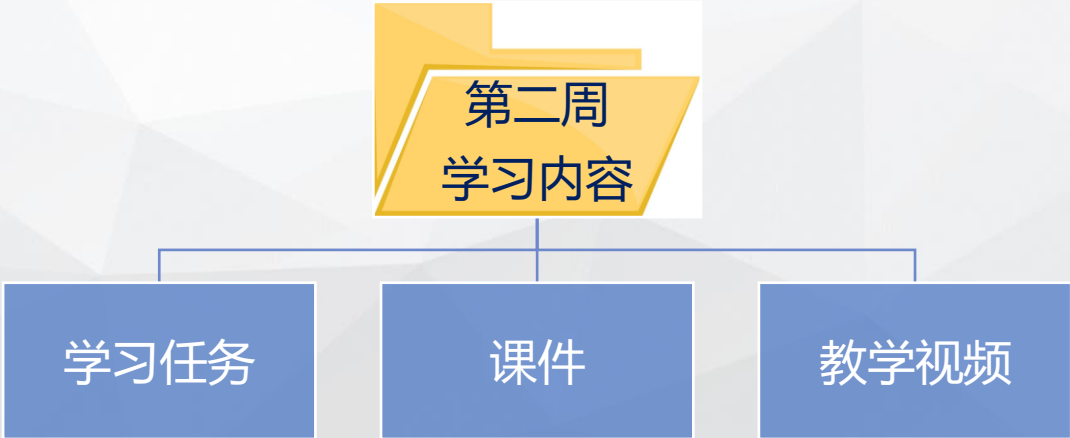 第二周
学习内容
学习任务
课件
教学视频